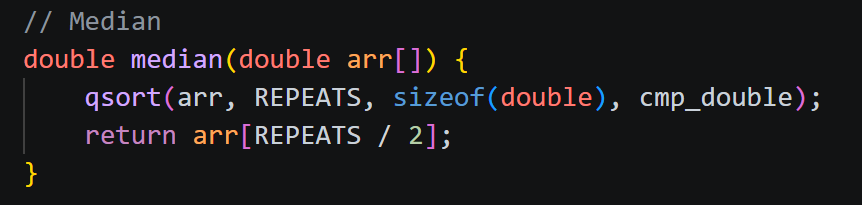 // Median
double median(double arr[]) {
    qsort(arr, REPEATS, sizeof(double), cmp_double);
    return arr[REPEATS / 2];
}